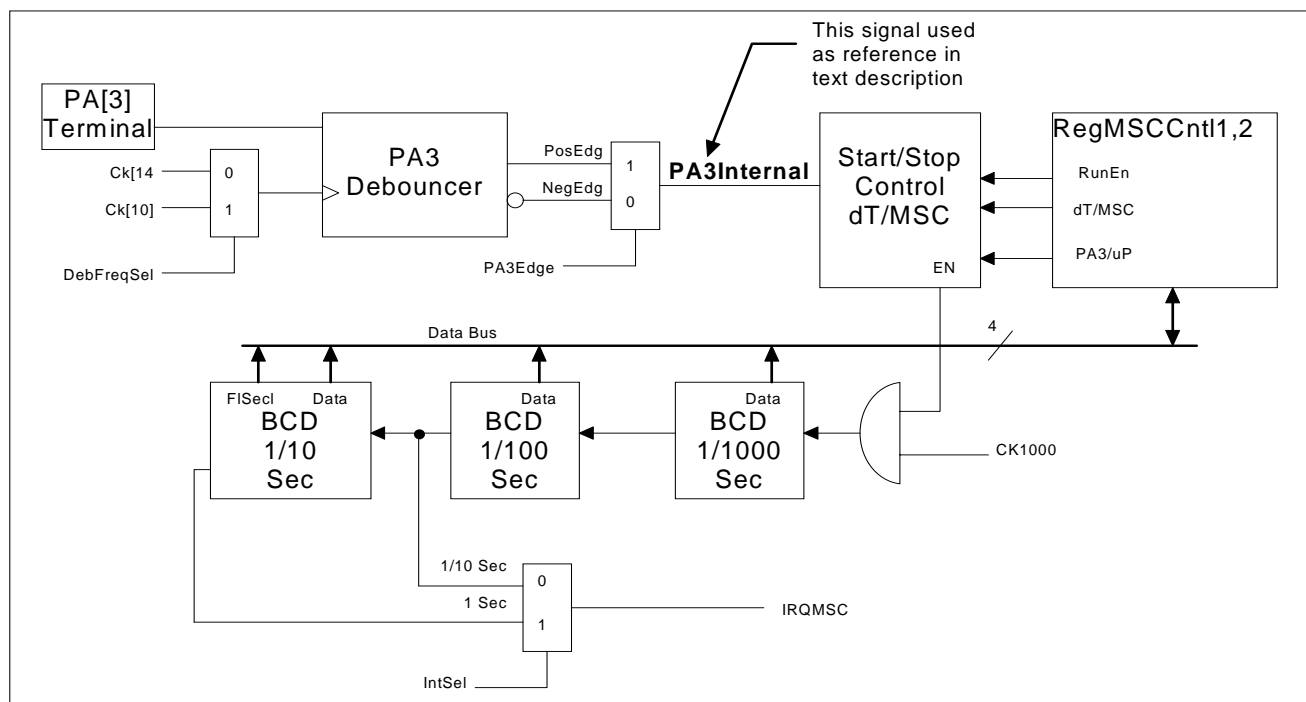 This signal used
as reference in
text description
PA[3]
Terminal
PA3
Debouncer
PosEdg
NegEdg
1
0
PA3Internal
Start/Stop
Control
dT/MSC
EN
RegMSCCntl1,2
RunEn
dT/MSC
PA3/uP
Ck[14
Ck[10]
0
1
DebFreqSel
PA3Edge
Data Bus
4
FlSecl
Data
BCD
1/10
Sec
Data
BCD
1/100
Sec
Data
BCD
1/1000
Sec
CK1000
1/10 Sec
1 Sec
0
1
IRQMSC
IntSel